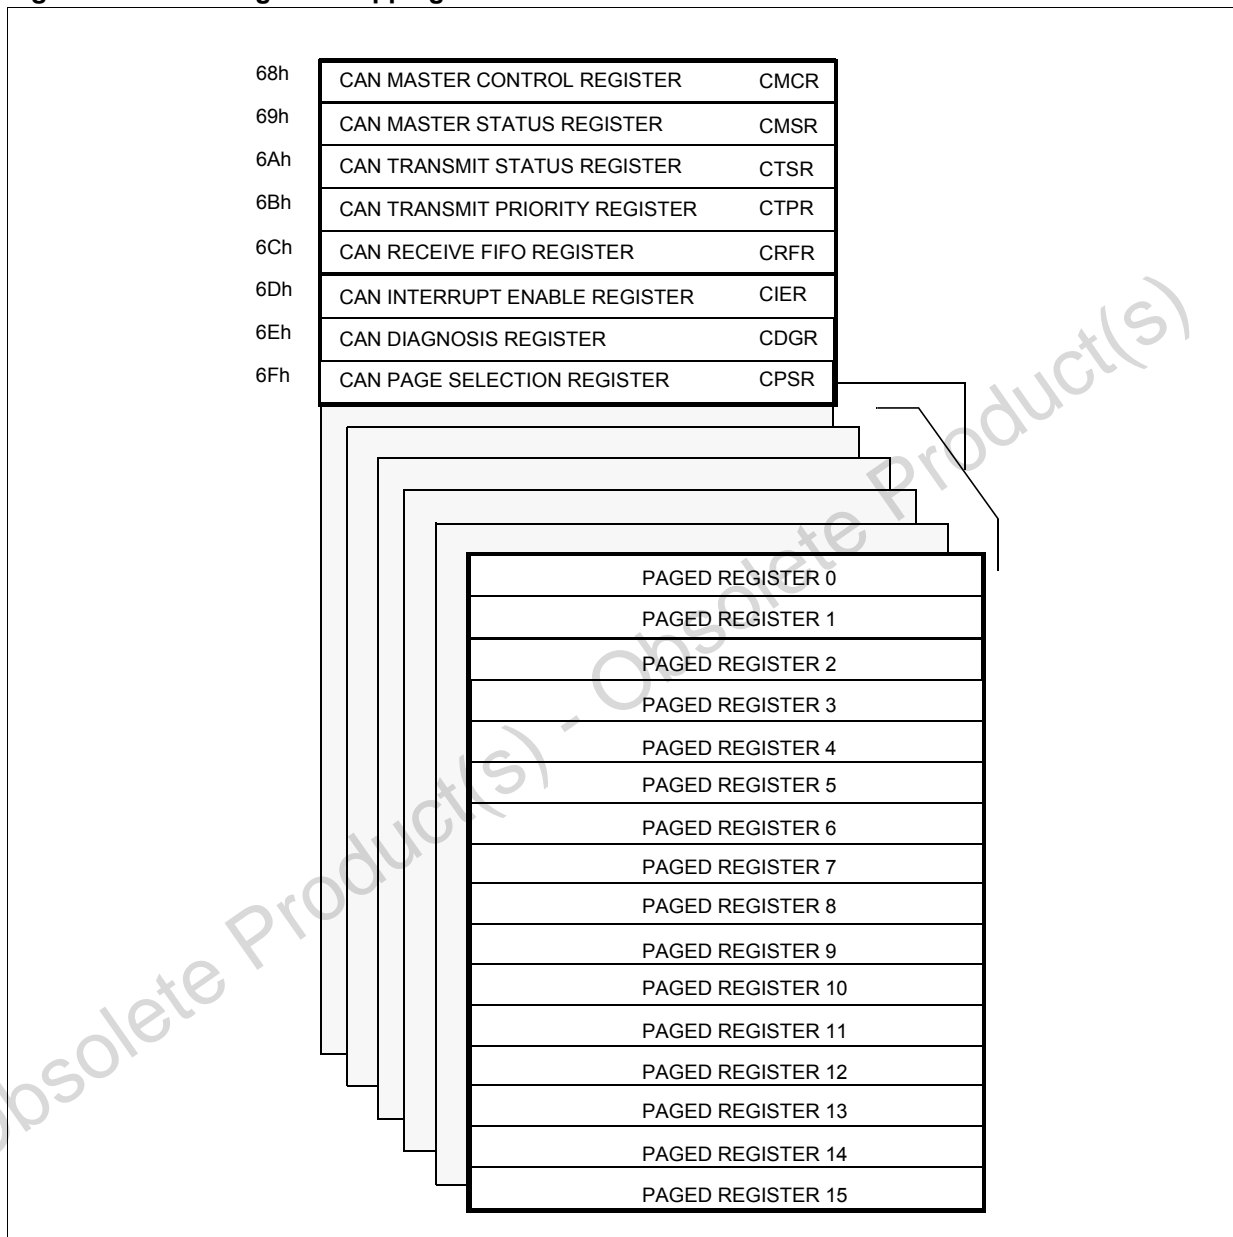 68h CAN MASTER CONTROL REGISTER CMCR
69h CAN MASTER STATUS REGISTER CMSR
6Ah CAN TRANSMIT STATUS REGISTER CTSR
6Bh CAN TRANSMIT PRIORITY REGISTER CTPR
6Ch CAN RECEIVE FIFO REGISTER CRFR
6Dh CAN INTERRUPT ENABLE REGISTER CIER
6Eh CAN DIAGNOSIS REGISTER CDGR
6Fh CAN PAGE SELECTION REGISTER CPSR
PAGED REGISTER 0
PAGED REGISTER 1
PAGED REGISTER 2
PAGED REGISTER 3
PAGED REGISTER 4
PAGED REGISTER 5
PAGED REGISTER 6
PAGED REGISTER 7
PAGED REGISTER 8
PAGED REGISTER 9
PAGED REGISTER 10
PAGED REGISTER 11
PAGED REGISTER 12
PAGED REGISTER 13
PAGED REGISTER 14
PAGED REGISTER 15
Obsolete Product(s) - Obsolete Product(s)